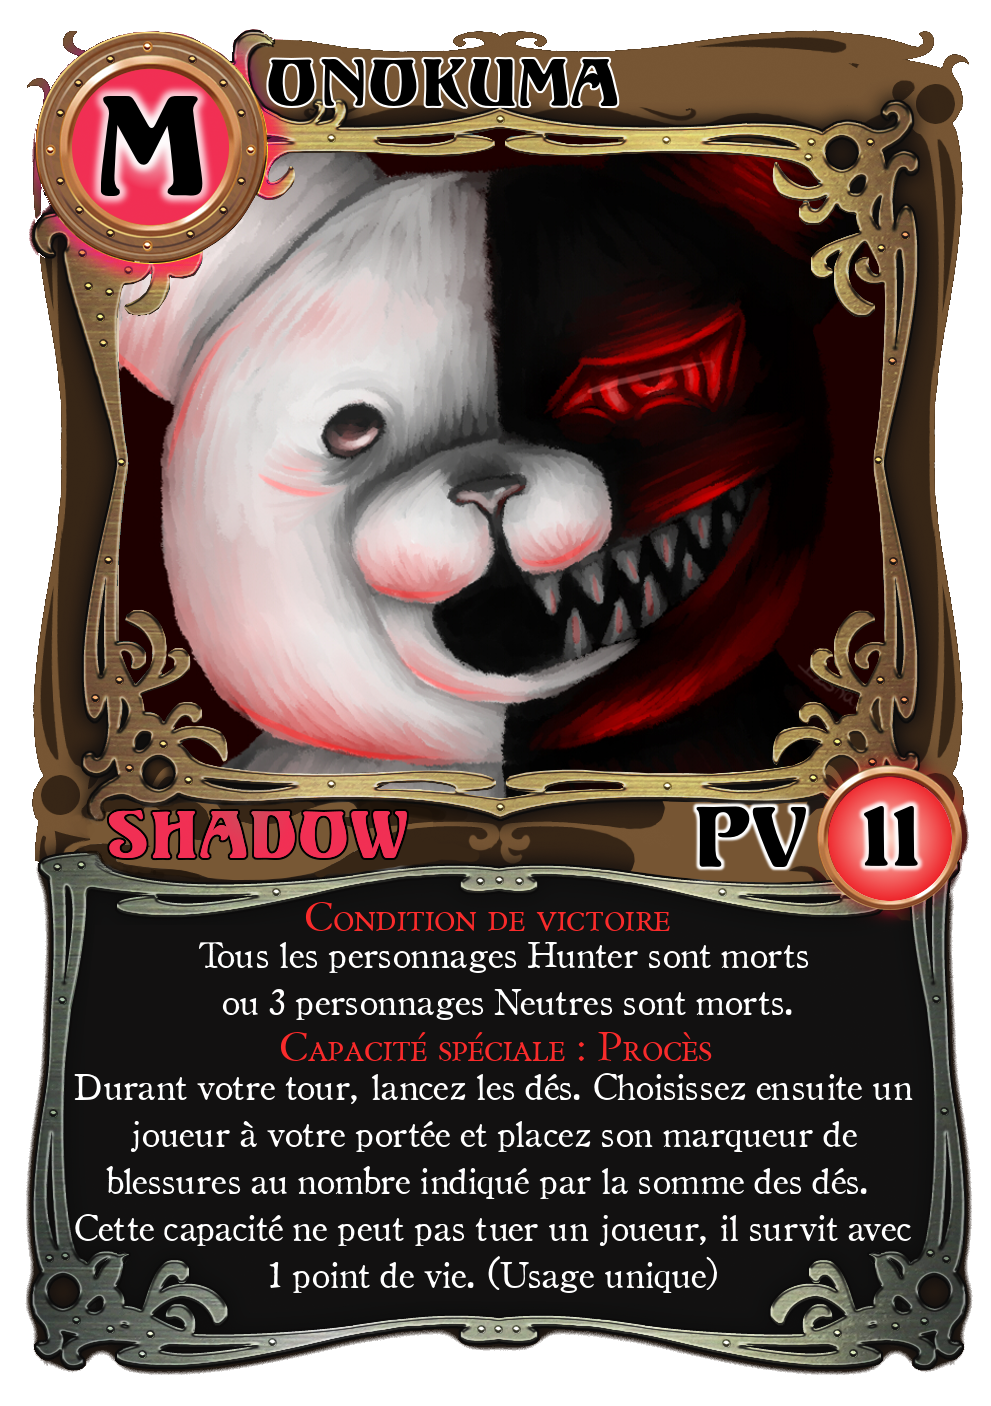 MONOKUMA
SHADOW
PV 11
Condition de victoire
Tous les personnages Hunter sont morts
ou 3 personnages Neutres sont morts.
Capacité spéciale : Procès
Durant votre tour, lancez les dés. Choisissez ensuite un
joueur à votre portée et placez son marqueur de
blessures au nombre indiqué par la somme des dés.
Cette capacité ne peut pas tuer un joueur, il survit avec
1 point de vie. (Usage unique)